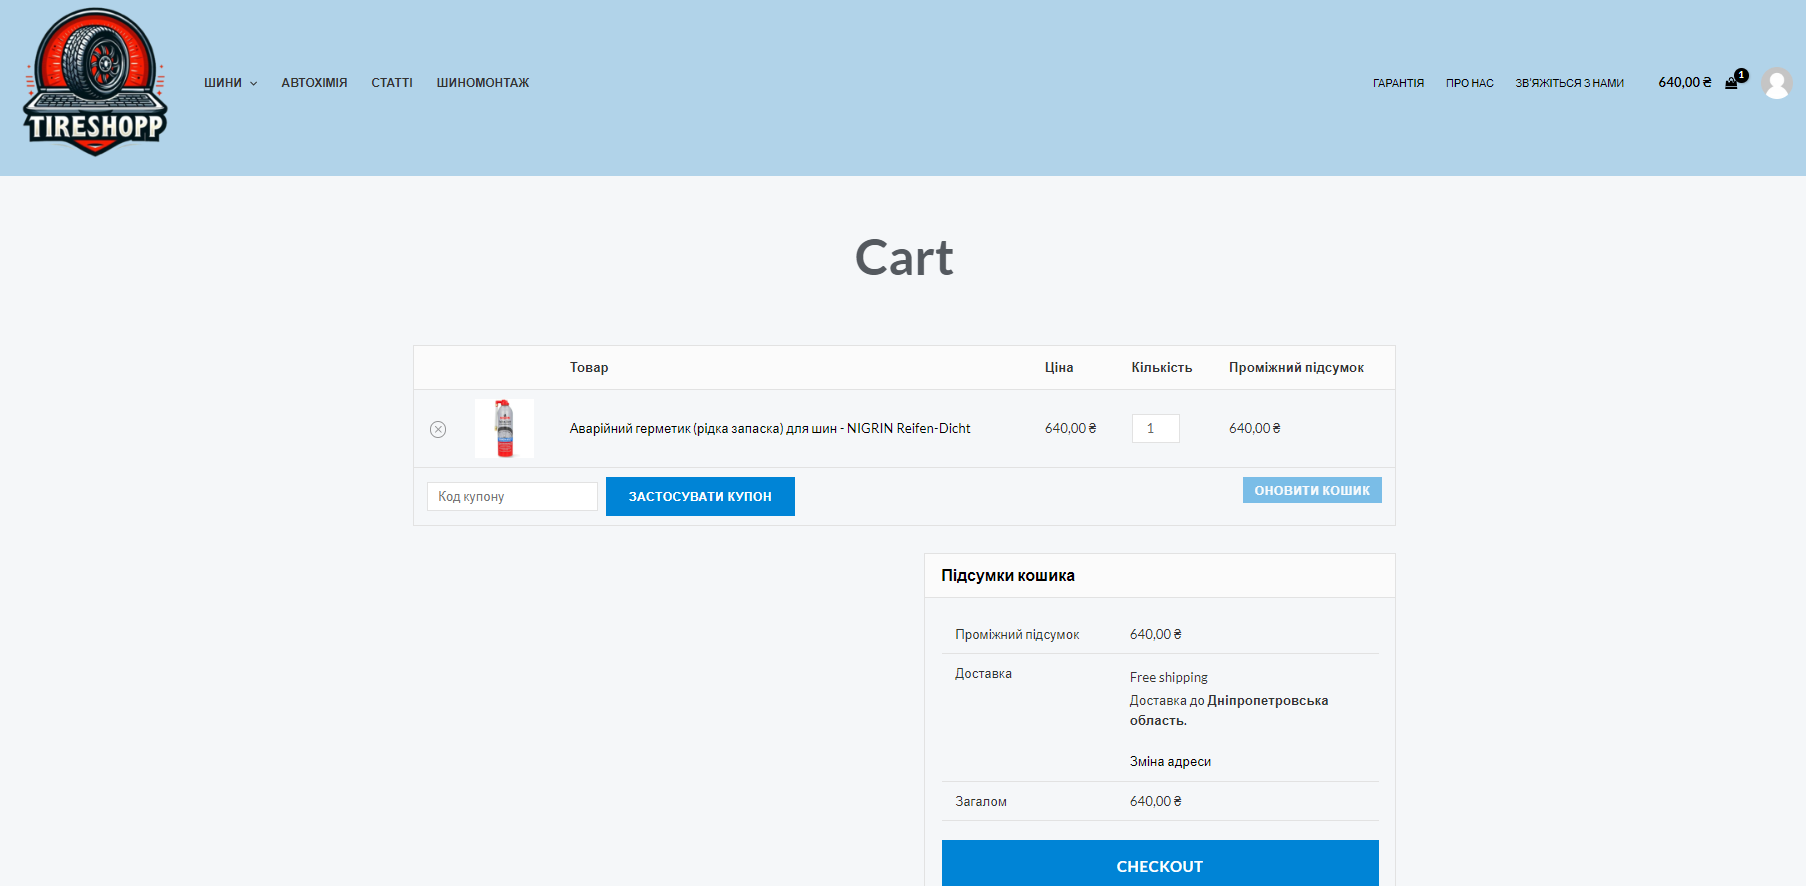 TIRESHOPP
ШИНИ
АВТОХІМІЯ
СТАТТІ
ШИНОМОНТАЖ
ГАРАНТІЯ
ПРО НАС
ЗВ'ЯЖІТЬСЯ З НАМИ
640,00 ₴
1
Cart
Товар
Ціна
Кількість
Проміжний підсумок
Аварійний герметик (рідка запаска) для шин - NIGRIN Reifen-Dicht
640,00 ₴
1
640,00 ₴
Код купону
ЗАСТОСУВАТИ КУПОН
ОНОВИТИ КОШИК
Підсумки кошика
Проміжний підсумок
640,00 ₴
Доставка
Free shipping
Доставка до Дніпропетровська
область.
Зміна адреси
Загалом
640,00 ₴
CHECKOUT